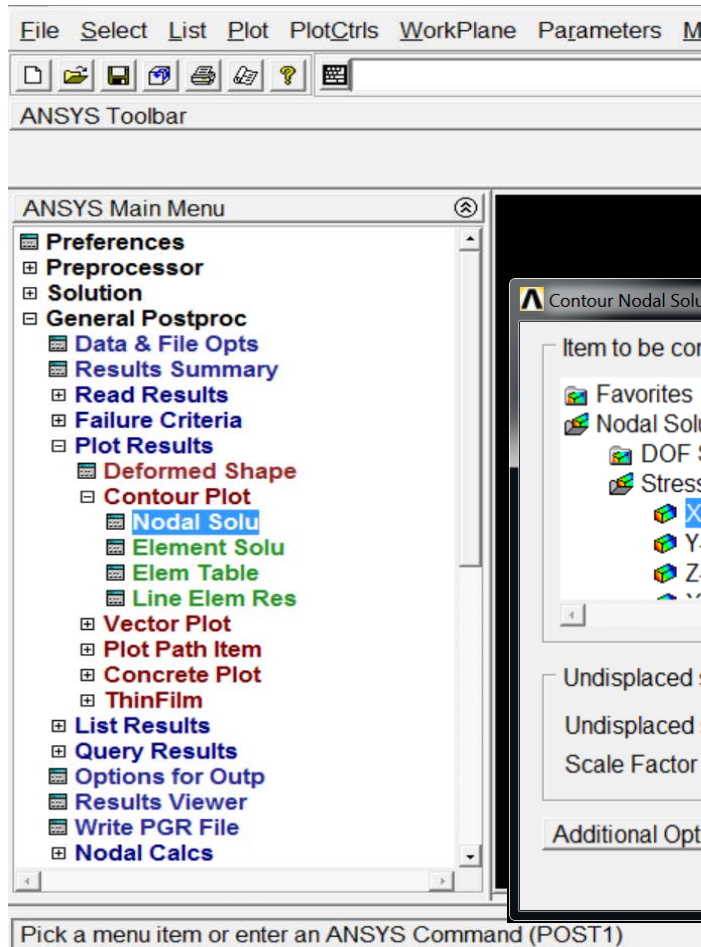 File Select List Plot PlotCtrls WorkPlane Parameters M
ANSYS Toolbar
ANSYS Main Menu
Preferences
Preprocessor
Solution
General Postproc
Data & File Opts
Results Summary
Read Results
Failure Criteria
Plot Results
Deformed Shape
Contour Plot
Nodal Solu
Element Solu
Elem Table
Line Elem Res
Vector Plot
Plot Path Item
Concrete Plot
ThinFilm
List Results
Query Results
Options for Outp
Results Viewer
Write PGR File
Nodal Calcs
Contour Nodal Solu
Item to be con
Favorites
Nodal Solu
DOF S
Stress
X
Y-
Z-
Undisplaced s
Undisplaced s
Scale Factor
Additional Opt
Pick a menu item or enter an ANSYS Command (POST1)